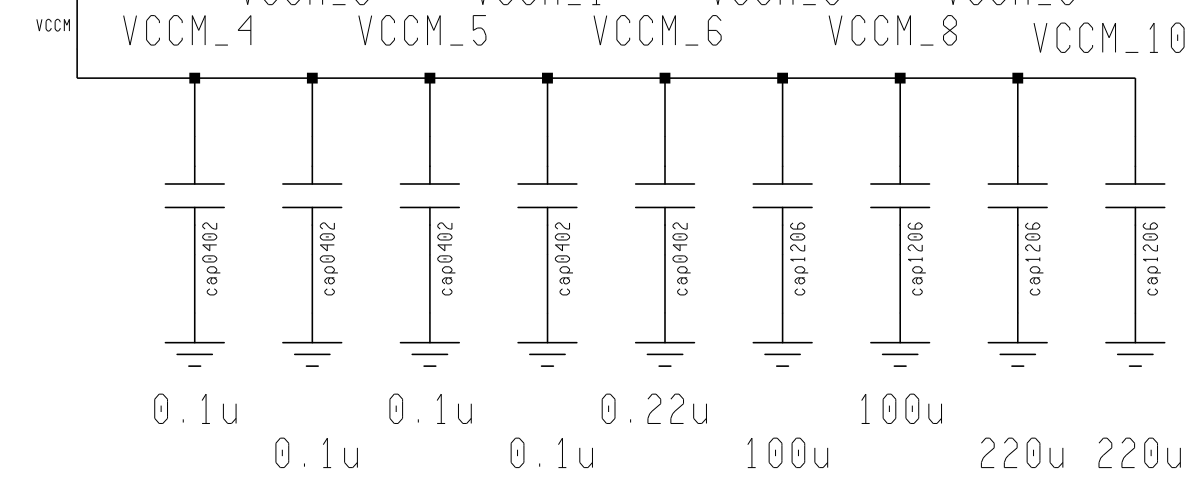 VCCM
VCCM_4 VCCM_5 VCCM_6 VCCM_8 VCCM_10
cap0402 cap0402 cap0402 cap0402 cap0402 cap1206 cap1206 cap1206 cap1206
0.1u 0.1u 0.22u 100u
0.1u 0.1u 100u 220u 220u